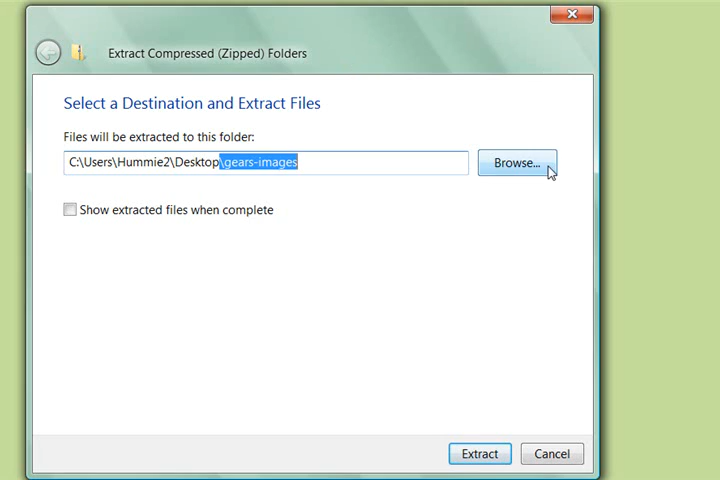 Extract Compressed (Zipped) Folders
Select a Destination and Extract Files
Files will be extracted to this folder:
C:\Users\Hummie2\Desktop\gears-images
Browse...
Show extracted files when complete
Extract
Cancel